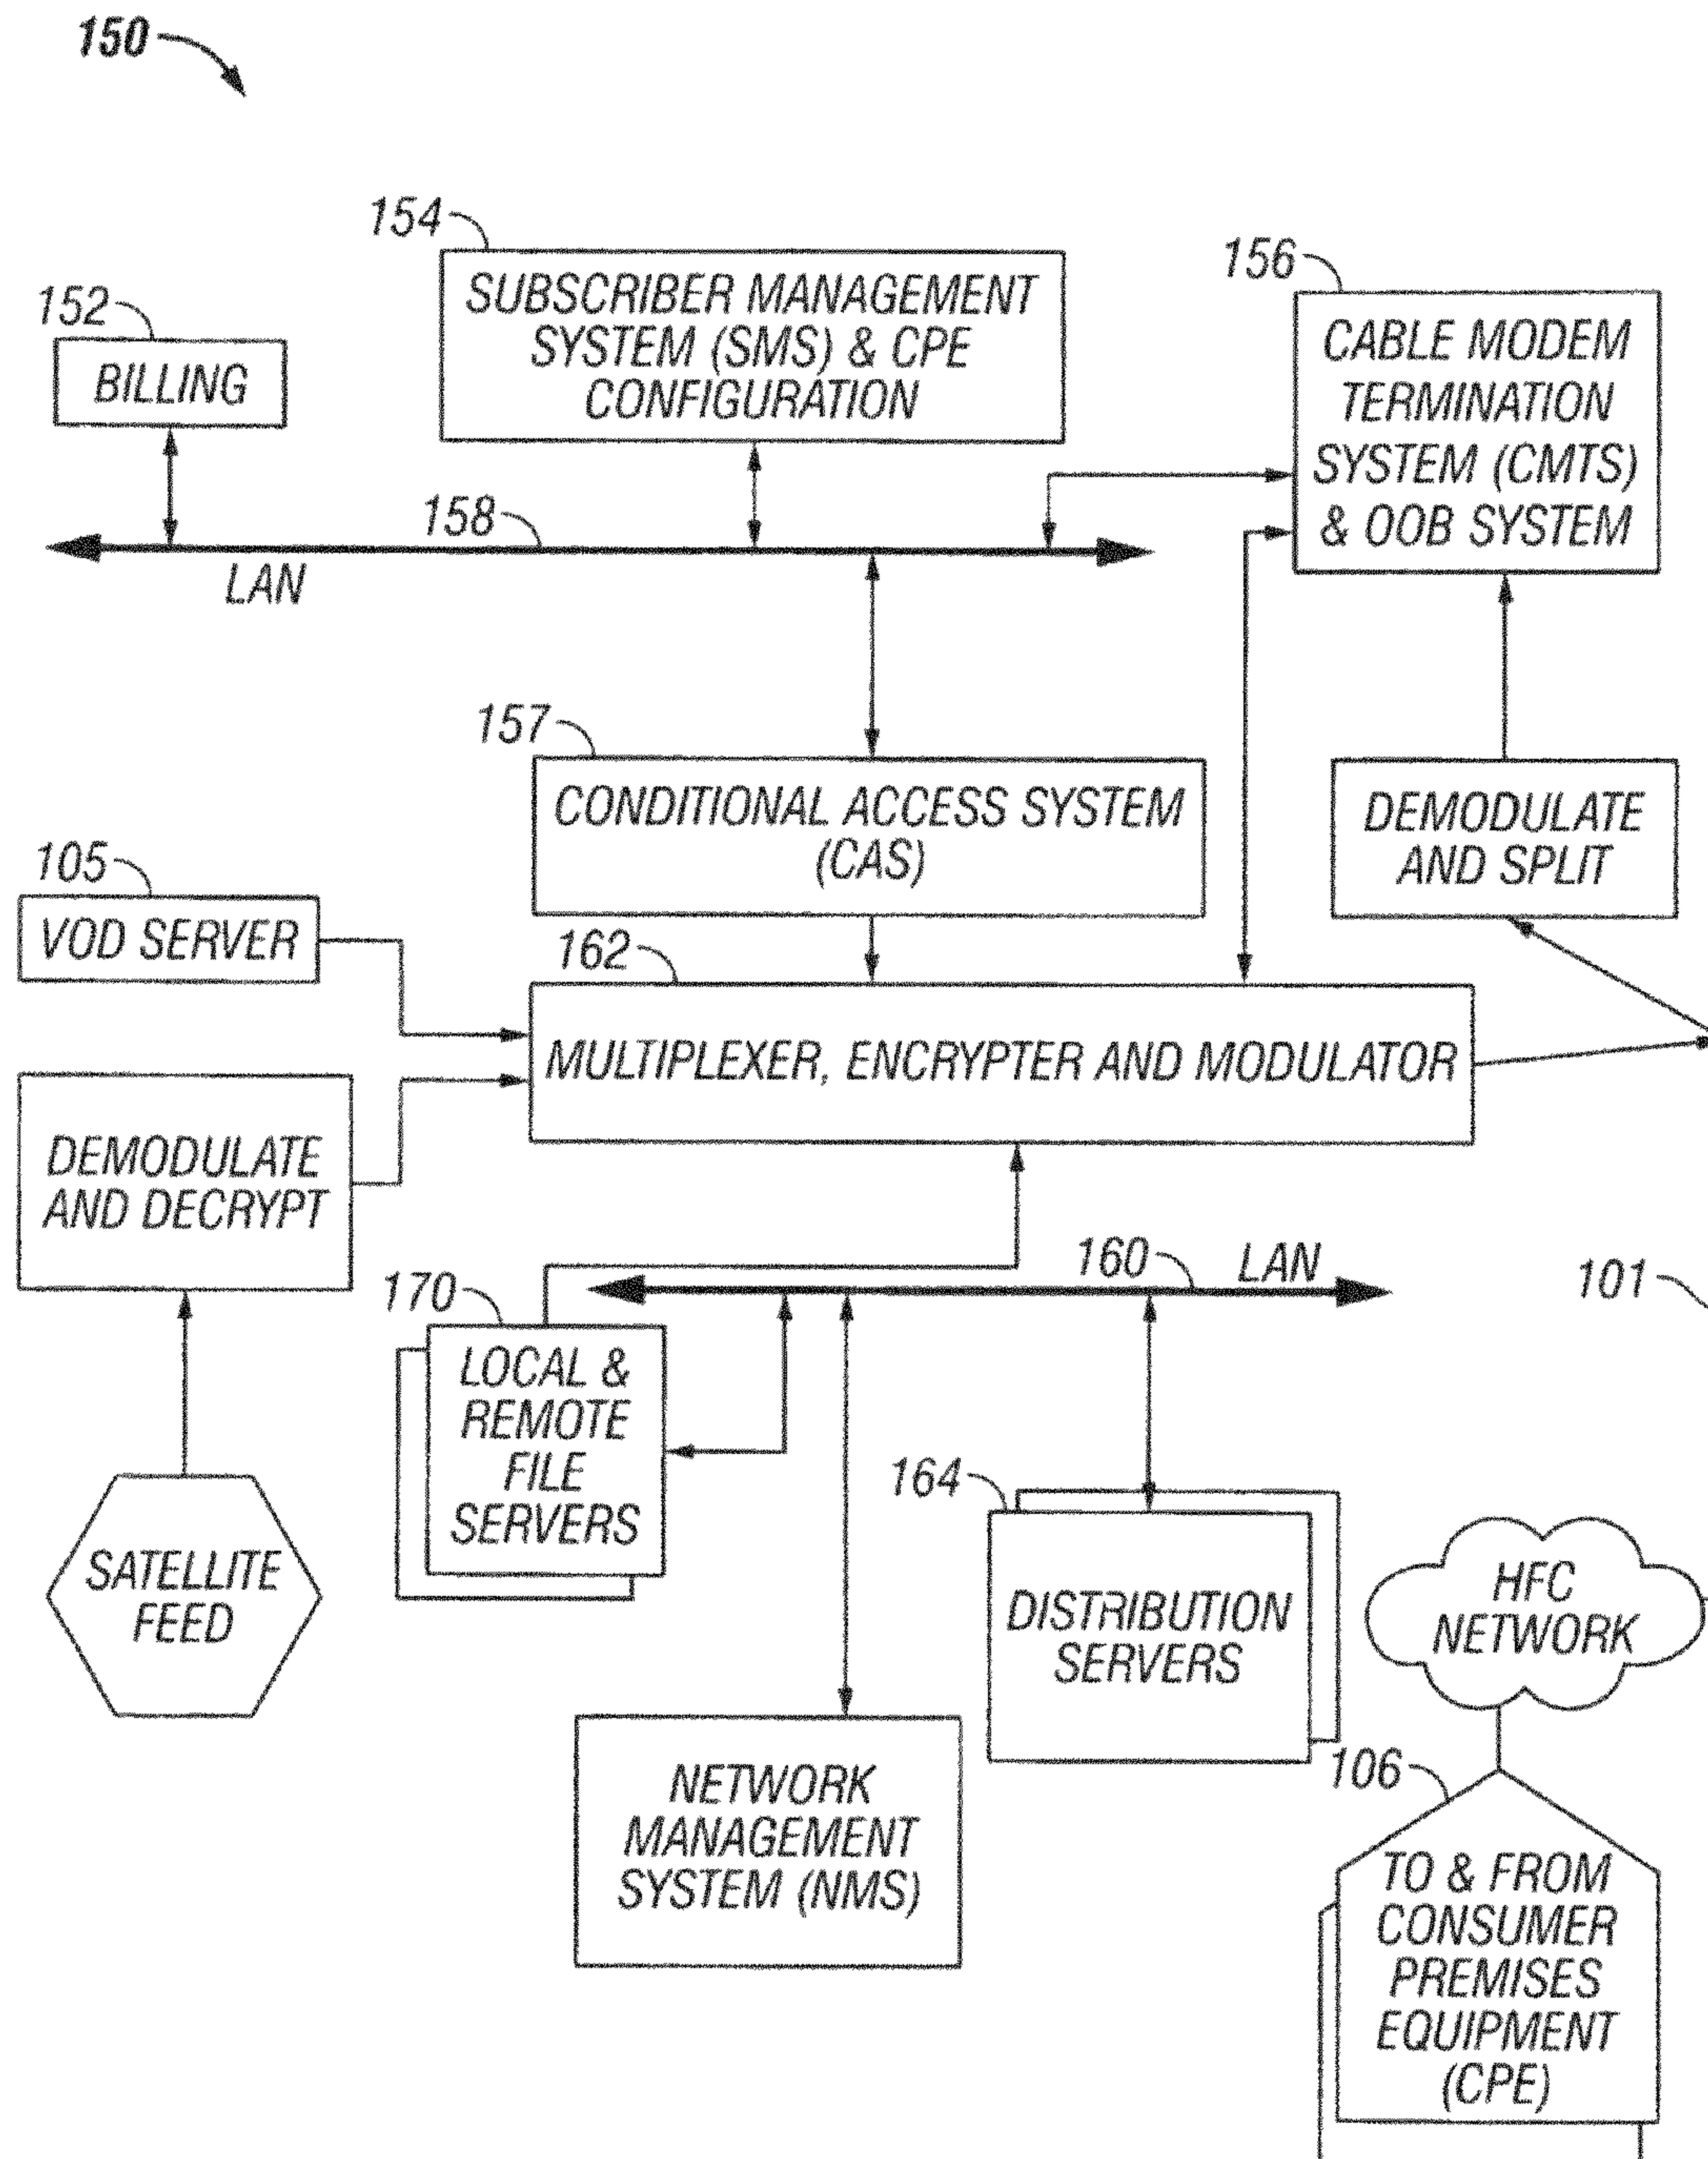 150
154
SUBSCRIBER MANAGEMENT
SYSTEM (SMS) & CPE
CONFIGURATION
156
CABLE MODEM
TERMINATION
SYSTEM (CMTS)
& OOB SYSTEM
152
BILLING
158
LAN
157
CONDITIONAL ACCESS SYSTEM
(CAS)
DEMODULATE
AND SPLIT
105
VOD SERVER
162
MULTIPLEXER, ENCRYPTER AND MODULATOR
DEMODULATE
AND DECRYPT
160
LAN
101
170
LOCAL &
REMOTE
FILE
SERVERS
164
DISTRIBUTION
SERVERS
SATELLITE
FEED
HFC
NETWORK
NETWORK
MANAGEMENT
SYSTEM (NMS)
106
TO & FROM
CONSUMER
PREMISES
EQUIPMENT
(CPE)